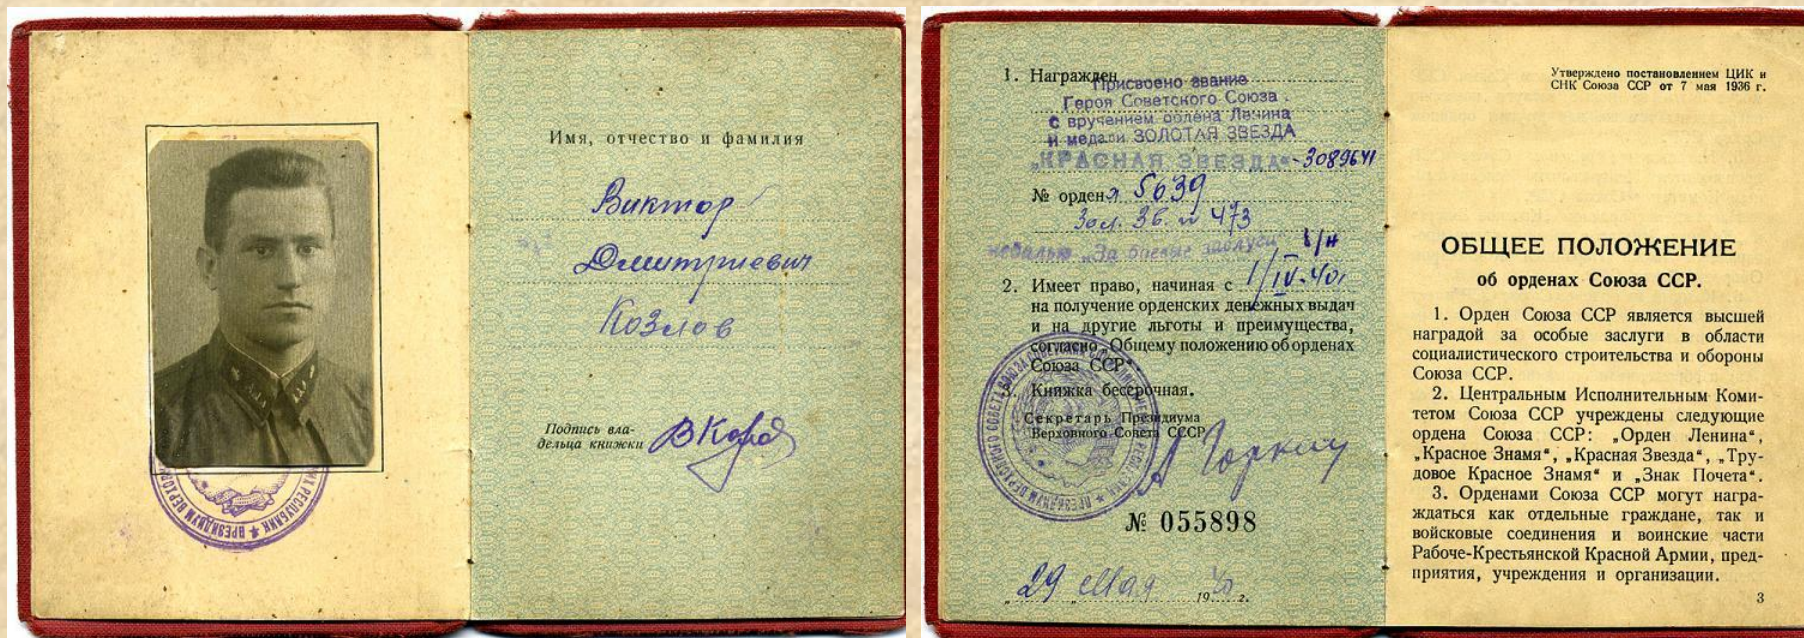 Имя, отчество и фамилия
Виктор
Дмитриевич
Козлов
Подпись вла-
дельца книжки
1. Награжден
Присвоено звание
Героя Советского Союза
с вручением ордена Ленина
и медали ЗОЛОТАЯ ЗВЕЗДА
„КРАСНАЯ ЗВЕЗДА“ - 3089641
№ ордена 5639
Зол. Зв. № 473
медалью „За боевые заслуги“ б/н
2. Имеет право, начиная с 1/IV-40г
на получение орденских денежных выдач
и на другие льготы и преимущества,
согласно „Общему положению об орденах
Союза ССР“.
3. Книжка бессрочная.
Секретарь Президиума
Верховного Совета СССР
А Горкин
№ 055898
„29„ Мая 1940 г.
Утверждено постановлением ЦИК и
СНК Союза ССР от 7 мая 1936 г.
ОБЩЕЕ ПОЛОЖЕНИЕ
об орденах Союза ССР.
1. Орден Союза ССР является высшей
наградой за особые заслуги в области
социалистического строительства и обороны
Союза ССР.
2. Центральным Исполнительным Коми-
тетом Союза ССР учреждены следующие
ордена Союза ССР: „Орден Ленина“,
„Красное Знамя“, „Красная Звезда“, „Тру-
довое Красное Знамя“ и „Знак Почета“.
3. Орденами Союза ССР могут награ-
ждаться как отдельные граждане, так и
войсковые соединения и воинские части
Рабоче-Крестьянской Красной Армии, пред-
приятия, учреждения и организации.
3